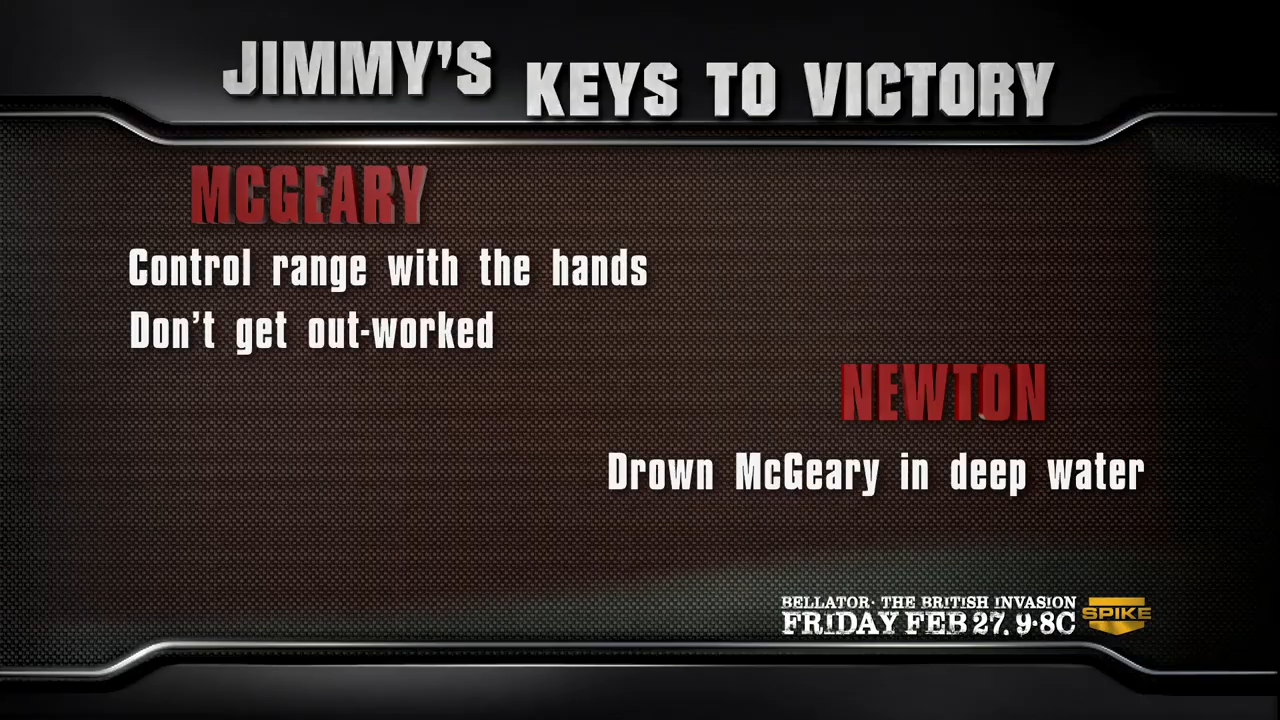 JIMMY'S KEYS TO VICTORY
MCGEARY
Control range with the hands
Don't get out-worked
NEWTON
Drown McGeary in deep water
BELLATOR· THE BRITISH INVASION
FRIDAY FEB 27, 9·8C
SPIKE